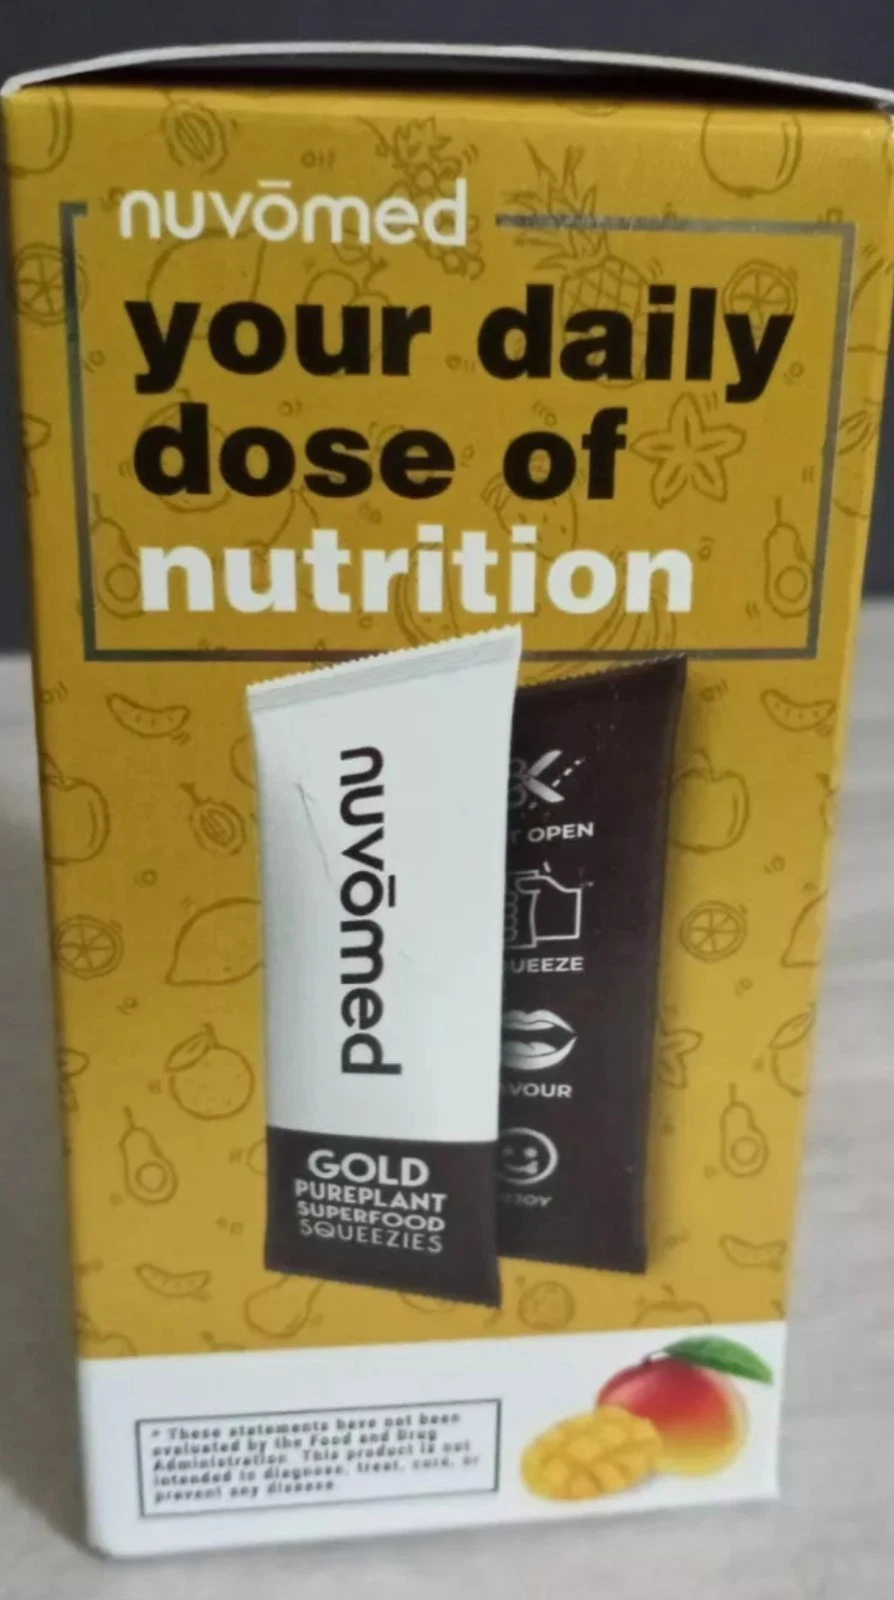 nuvōmed
your daily
dose of
nutrition
nuvōmed
GOLD
PUREPLANT
SUPERFOOD
SQUEEZIES
T OPEN
UEEZE
VOUR
JOY
* These statements have not been
evaluated by the Food and Drug
Administration. This product is not
intended to diagnose, treat, cure, or
prevent any disease.